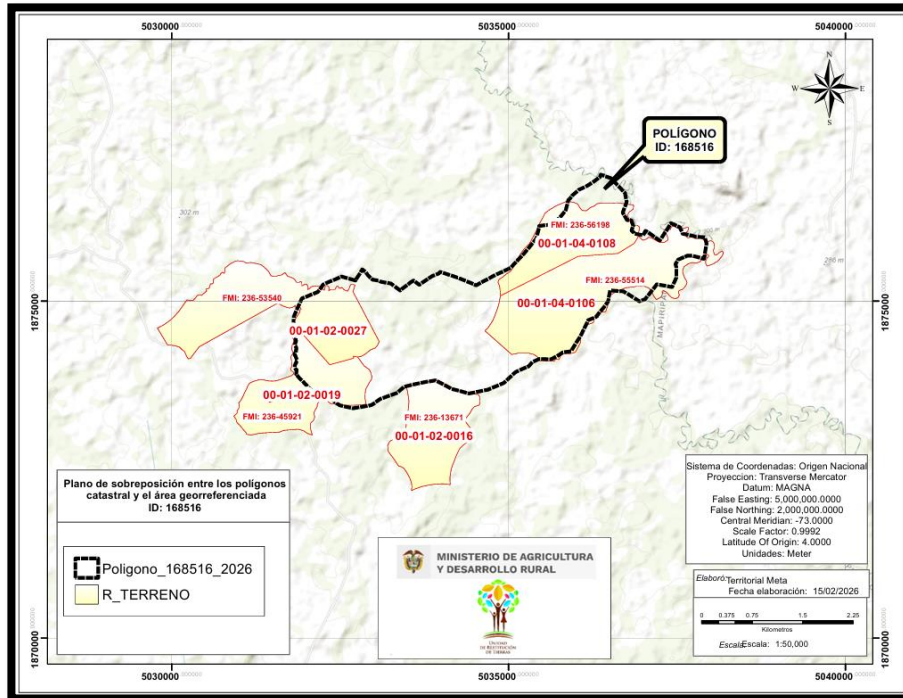 5030000
5035000
5040000
N
W E
S
POLÍGONO
ID: 168516
302 m
FMI: 236-56198
00-01-04-0108
FMI: 236-55514
00-01-04-0106
1875000
1875000
FMI: 236-53540
00-01-02-0027
MAPIRIPA
00-01-02-0019
FMI: 236-45921
FMI: 236-13671
00-01-02-0016
Plano de sobreposición entre los polígonos
catastral y el área georreferenciada
ID: 168516
Poligono_168516_2026
R_TERRENO
MINISTERIO DE AGRICULTURA
Y DESARROLLO RURAL
UNIDAD
DE RESTITUCIÓN
DE TIERRAS
Sistema de Coordenadas: Origen Nacional
Proyeccion: Transverse Mercator
Datum: MAGNA
False Easting: 5,000,000.0000
False Northing: 2,000,000.0000
Central Meridian: -73.0000
Scale Factor: 0.9992
Latitude Of Origin: 4.0000
Unidades: Meter
Elaboró: Territorial Meta
Fecha elaboración: 15/02/2026
0 0.375 0.75 1.5 2.25
Kilometros
Escala: 1:50,000
1870000
1870000
5030000
5035000
5040000